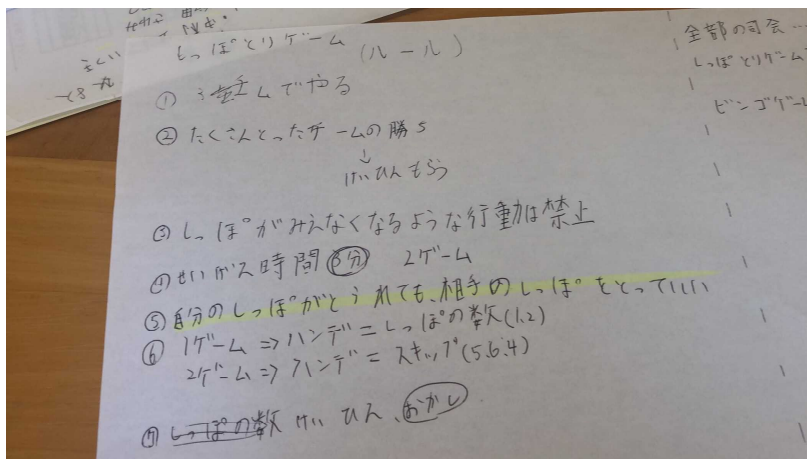 しっぽとりゲーム (ルール)
① チームでやる
② たくさんとったチームの勝ち
↓
けいひんもらう
③ しっぽがみえなくなるような行動は禁止
④ せいげん時間 2ゲーム
⑤ 自分のしっぽがとられても、相手のしっぽをとっていい
⑥ 1ゲーム ⇒ ハンデ = しっぽの数(1,2)
2ゲーム ⇒ ハンデ = スキップ(5.6.4)
⑦ しっぽの数 けいひん、おかし
全部の司会…
しっぽとりゲーム
ビンゴゲーム